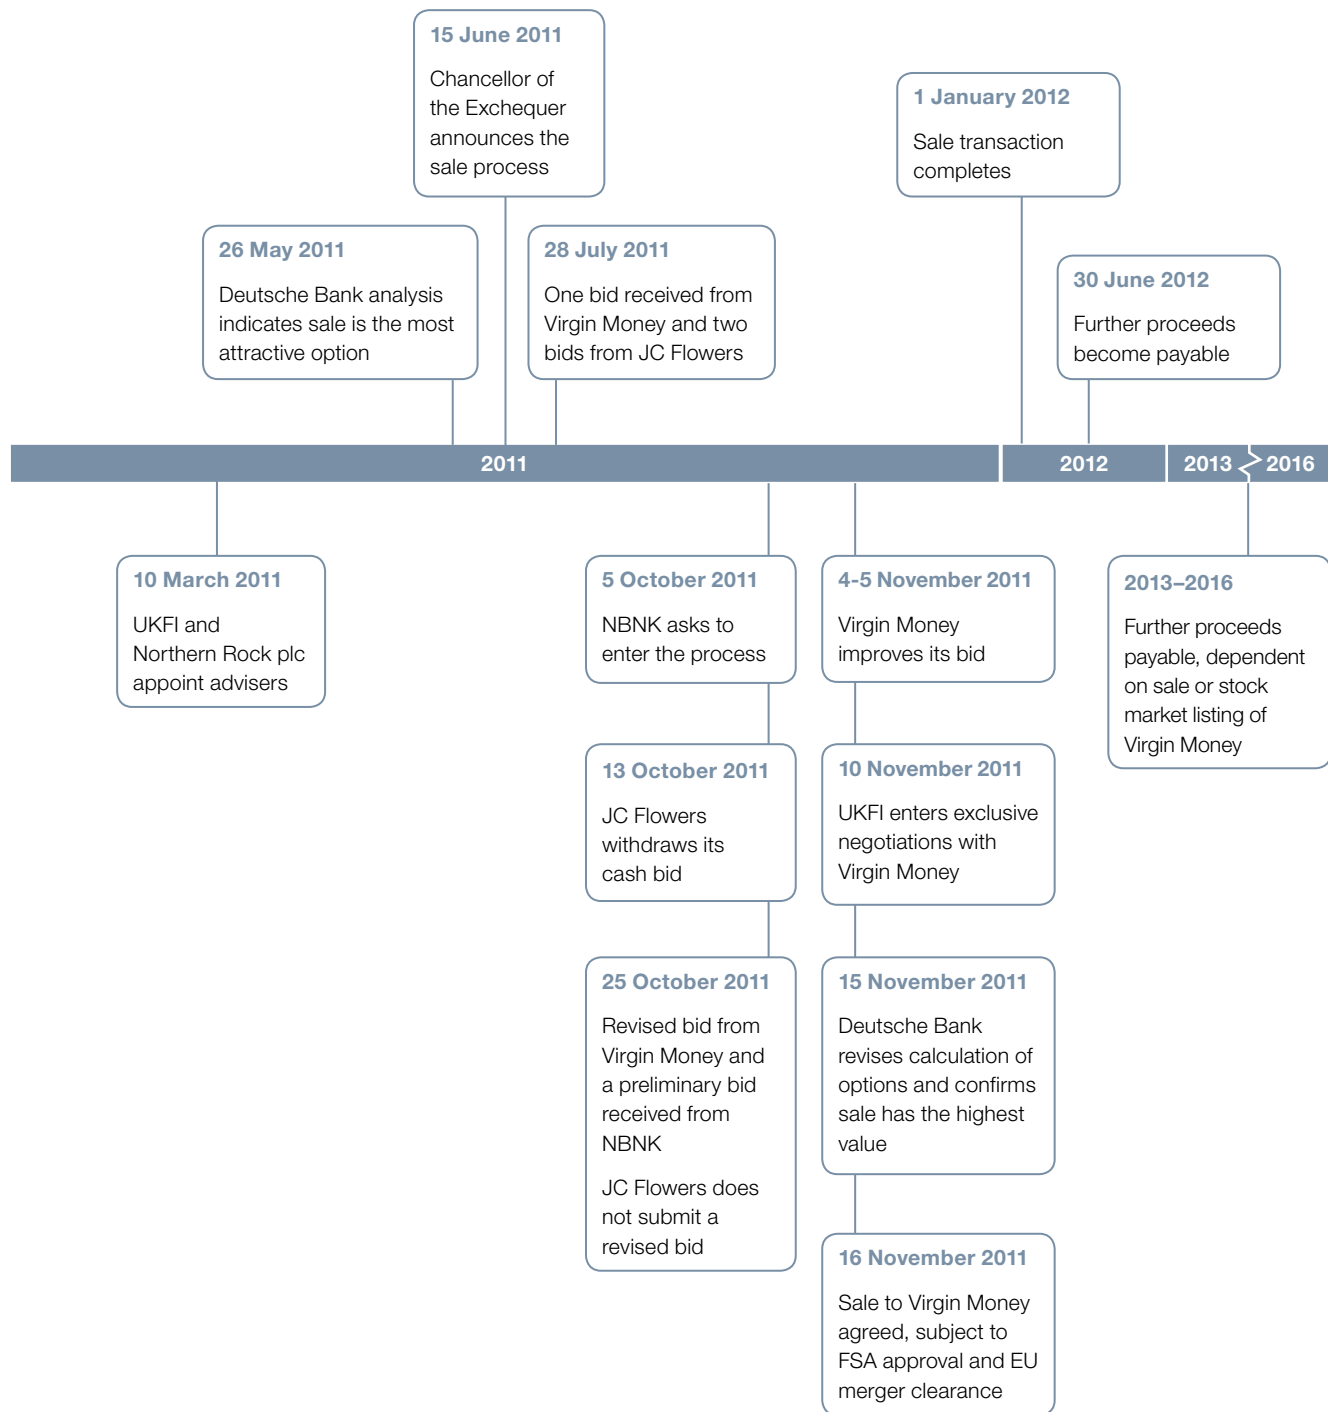 15 June 2011
Chancellor of
the Exchequer
announces the
sale process
1 January 2012
Sale transaction
completes
26 May 2011
Deutsche Bank analysis
indicates sale is the most
attractive option
28 July 2011
One bid received from
Virgin Money and two
bids from JC Flowers
30 June 2012
Further proceeds
become payable
2011
2012
2013
2016
10 March 2011
UKFI and
Northern Rock plc
appoint advisers
5 October 2011
NBNK asks to
enter the process
13 October 2011
JC Flowers
withdraws its
cash bid
25 October 2011
Revised bid from
Virgin Money and
a preliminary bid
received from
NBNK
JC Flowers does
not submit a
revised bid
4-5 November 2011
Virgin Money
improves its bid
10 November 2011
UKFI enters exclusive
negotiations with
Virgin Money
15 November 2011
Deutsche Bank
revises calculation of
options and confirms
sale has the highest
value
16 November 2011
Sale to Virgin Money
agreed, subject to
FSA approval and EU
merger clearance
2013–2016
Further proceeds
payable, dependent
on sale or stock
market listing of
Virgin Money